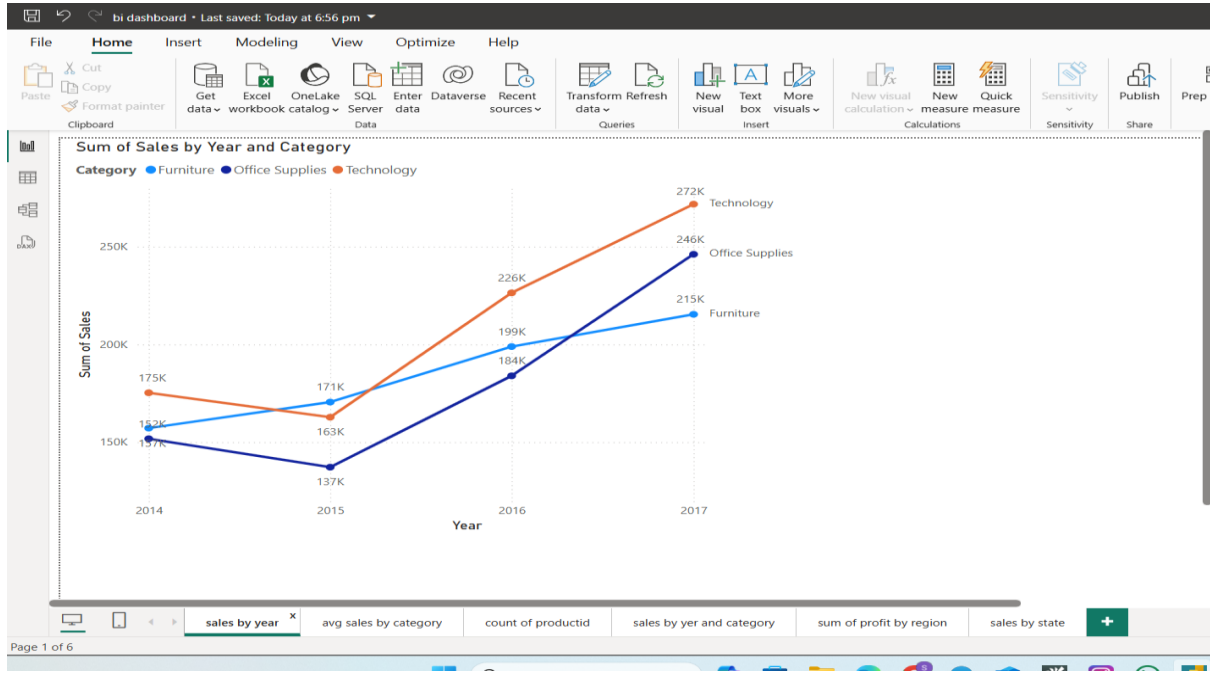 bi dashboard • Last saved: Today at 6:56 pm
File Home Insert Modeling View Optimize Help
Paste
Cut
Copy
Format painter
Clipboard
Get data
Excel workbook
OneLake catalog
SQL Server
Enter data
Dataverse
Recent sources
Data
Transform data
Refresh
Queries
New visual
Text box
More visuals
Insert
New visual calculation
New measure
Quick measure
Calculations
Sensitivity
Sensitivity
Publish
Share
Prep
Sum of Sales by Year and Category
Category Furniture Office Supplies Technology
272K
Technology
250K
246K
Office Supplies
226K
215K
Furniture
199K
200K
184K
175K
171K
163K
152K
157K
150K
137K
Sum of Sales
2014 2015 2016 2017
Year
sales by year x avg sales by category count of productid sales by yer and category sum of profit by region sales by state +
Page 1 of 6